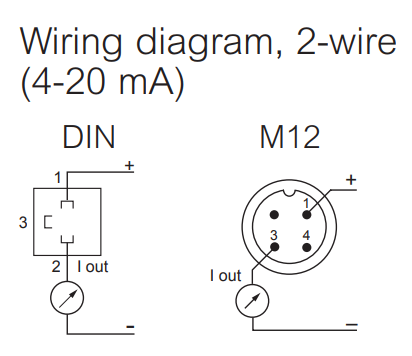 Wiring diagram, 2-wire
(4-20 mA)
DIN
M12
1
+
3
2
I out
-
+
1
3
4
I out
-